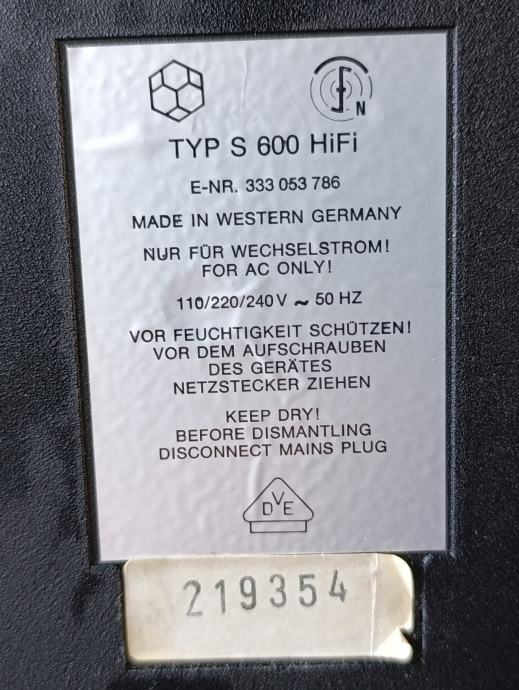 N
TYP S 600 HiFi
E-NR. 333 053 786
MADE IN WESTERN GERMANY
NUR FÜR WECHSELSTROM!
FOR AC ONLY!
110/220/240 V ~ 50 HZ
VOR FEUCHTIGKEIT SCHÜTZEN!
VOR DEM AUFSCHRAUBEN
DES GERÄTES
NETZSTECKER ZIEHEN
KEEP DRY!
BEFORE DISMANTLING
DISCONNECT MAINS PLUG
DVE
219354